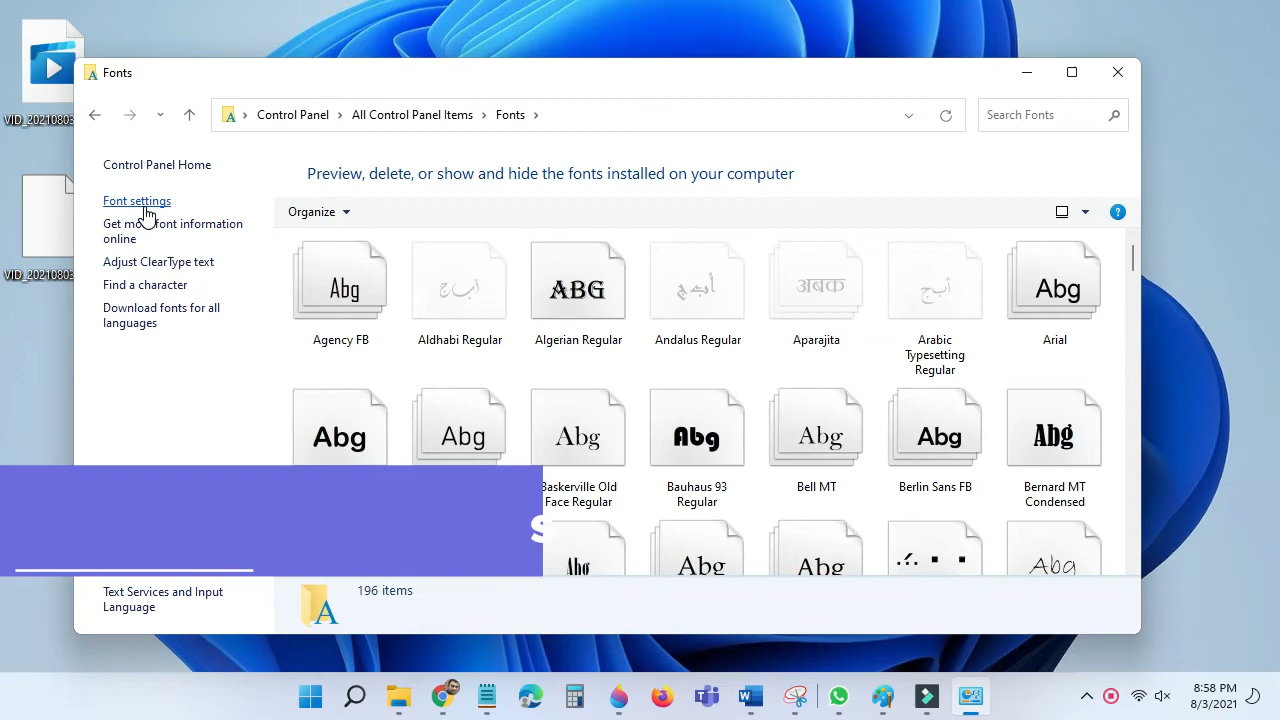 VID_20210803
VID_20210803
Fonts
Control Panel
All Control Panel Items
Fonts
Search Fonts
Control Panel Home
Font settings
Get more font information
online
Adjust ClearType text
Find a character
Download fonts for all
languages
Text Services and Input
Language
Preview, delete, or show and hide the fonts installed on your computer
Organize
?
Abg
أبج
ABG
أبج
अबक
أبج
Abg
Agency FB
Aldhabi Regular
Algerian Regular
Andalus Regular
Aparajita
Arabic
Typesetting
Regular
Arial
Abg
Abg
Abg
Abg
Abg
Abg
Abg
Baskerville Old
Face Regular
Bauhaus 93
Regular
Bell MT
Berlin Sans FB
Bernard MT
Condensed
S
Abg
Abg
Abg
Abg
196 items
8:58 PM
8/3/2021